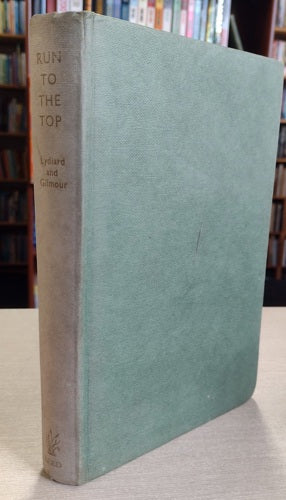 RUN
TO
THE
TOP
Lydiard
and
Gilmour